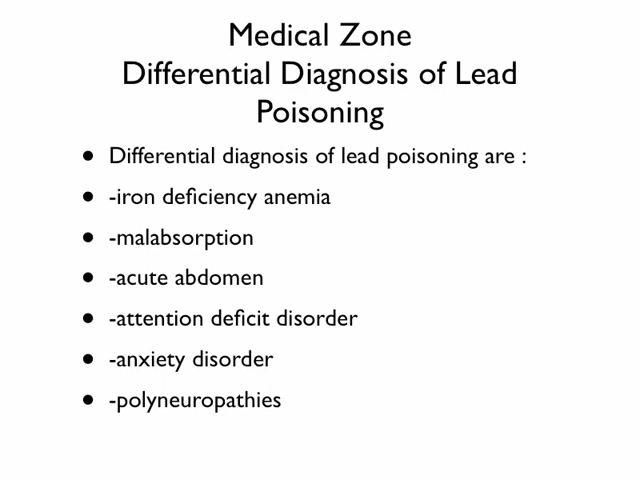 Medical Zone
Differential Diagnosis of Lead
Poisoning
• Differential diagnosis of lead poisoning are :
• -iron deficiency anemia
• -malabsorption
• -acute abdomen
• -attention deficit disorder
• -anxiety disorder
• -polyneuropathies